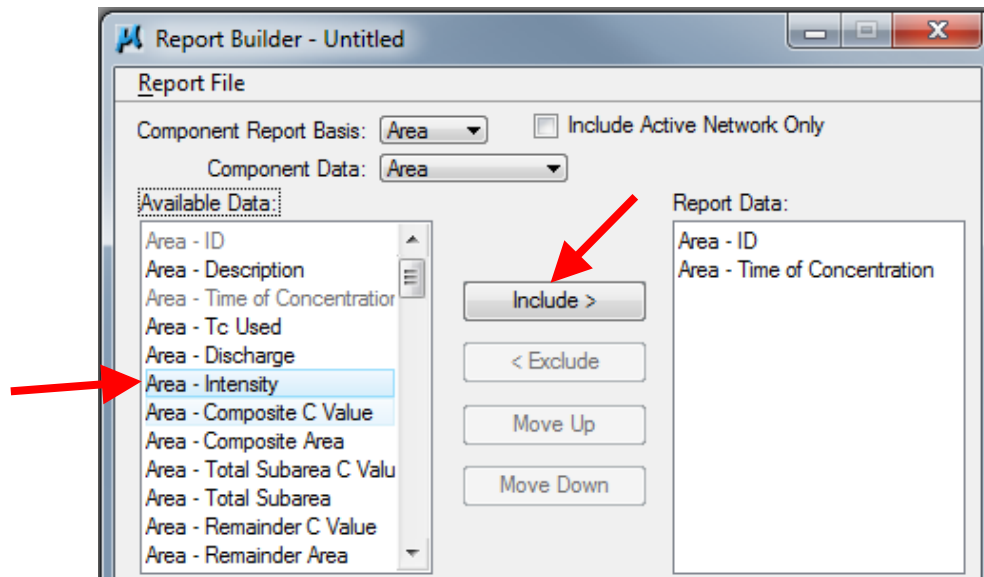 Report Builder - Untitled
Report File
Component Report Basis: Area
Include Active Network Only
Component Data: Area
Available Data:
Area - ID
Area - Description
Area - Time of Concentration
Area - Tc Used
Area - Discharge
Area - Intensity
Area - Composite C Value
Area - Composite Area
Area - Total Subarea C Valu
Area - Total Subarea
Area - Remainder C Value
Area - Remainder Area
Include >
< Exclude
Move Up
Move Down
Report Data:
Area - ID
Area - Time of Concentration